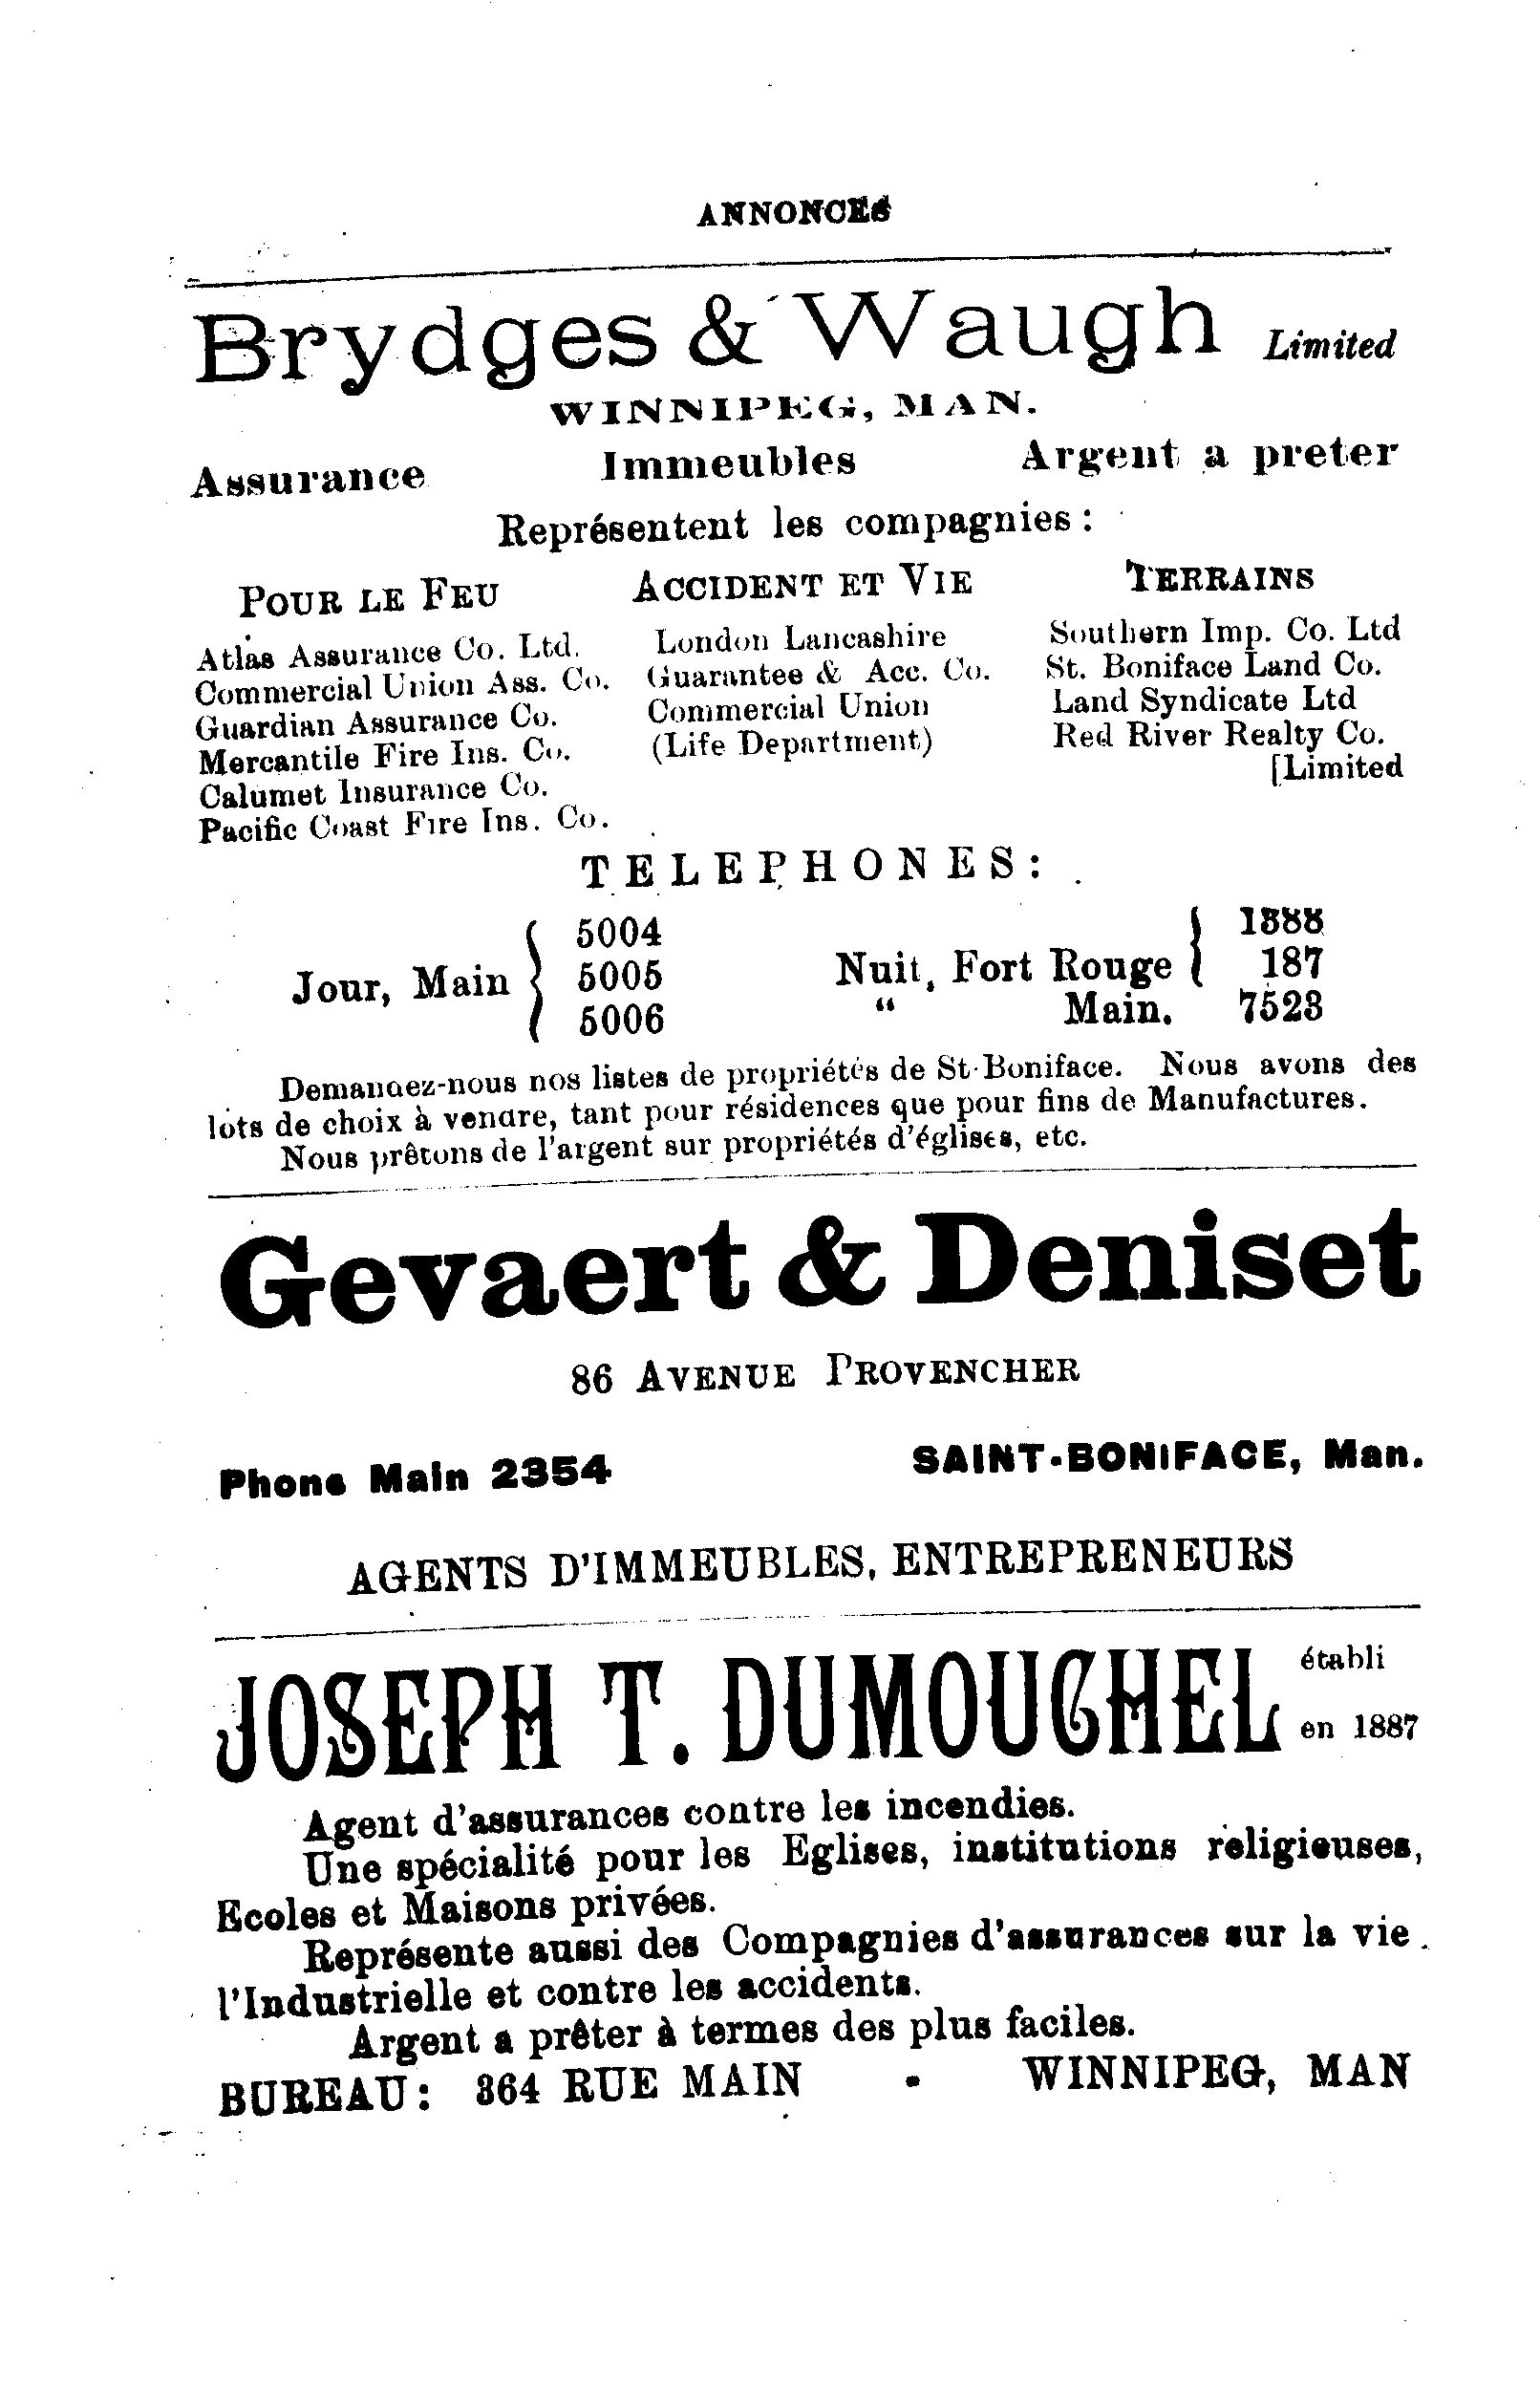 ANNONCES
Brydges & Waugh Limited
WINNIPEG, MAN.
Assurance Immeubles Argent a preter
Représentent les compagnies:
POUR LE FEU ACCIDENT ET VIE TERRAINS
Atlas Assurance Co. Ltd. London Lancashire Southern Imp. Co. Ltd
Commercial Union Ass. Co. Guarantee & Acc. Co. St. Boniface Land Co.
Guardian Assurance Co. Commercial Union Land Syndicate Ltd
Mercantile Fire Ins. Co. (Life Department) Red River Realty Co.
Calumet Insurance Co. [Limited
Pacific Coast Fire Ins. Co.
TELEPHONES:
5004 1888
Jour, Main 5005 Nuit, Fort Rouge 187
5006 “ Main. 7523
Demandez-nous nos listes de propriétés de St-Boniface. Nous avons des
lots de choix à vendre, tant pour résidences que pour fins de Manufactures.
Nous prêtons de l'argent sur propriétés d'églises, etc.
Gevaert & Deniset
86 AVENUE PROVENCHER
Phone Main 2354 SAINT-BONIFACE, Man.
AGENTS D'IMMEUBLES, ENTREPRENEURS
JOSEPH T. DUMOUCHEL établi
en 1887
Agent d'assurances contre les incendies.
Une spécialité pour les Eglises, institutions religieuses,
Ecoles et Maisons privées.
Représente aussi des Compagnies d'assurances sur la vie.
l'Industrielle et contre les accidents.
Argent a prêter à termes des plus faciles.
BUREAU: 364 RUE MAIN - WINNIPEG, MAN